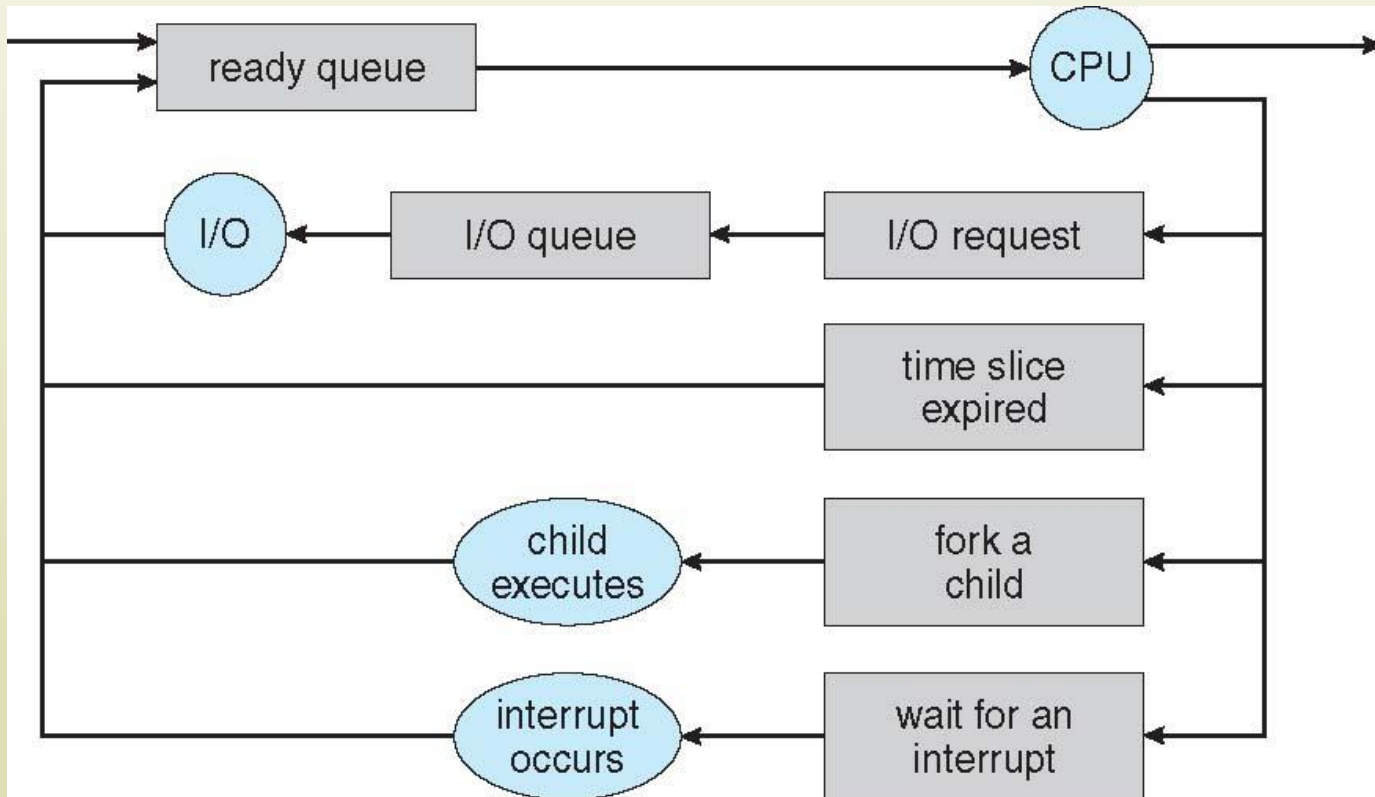 ready queue
CPU
I/O
I/O queue
I/O request
time slice
expired
child
executes
fork a
child
interrupt
occurs
wait for an
interrupt